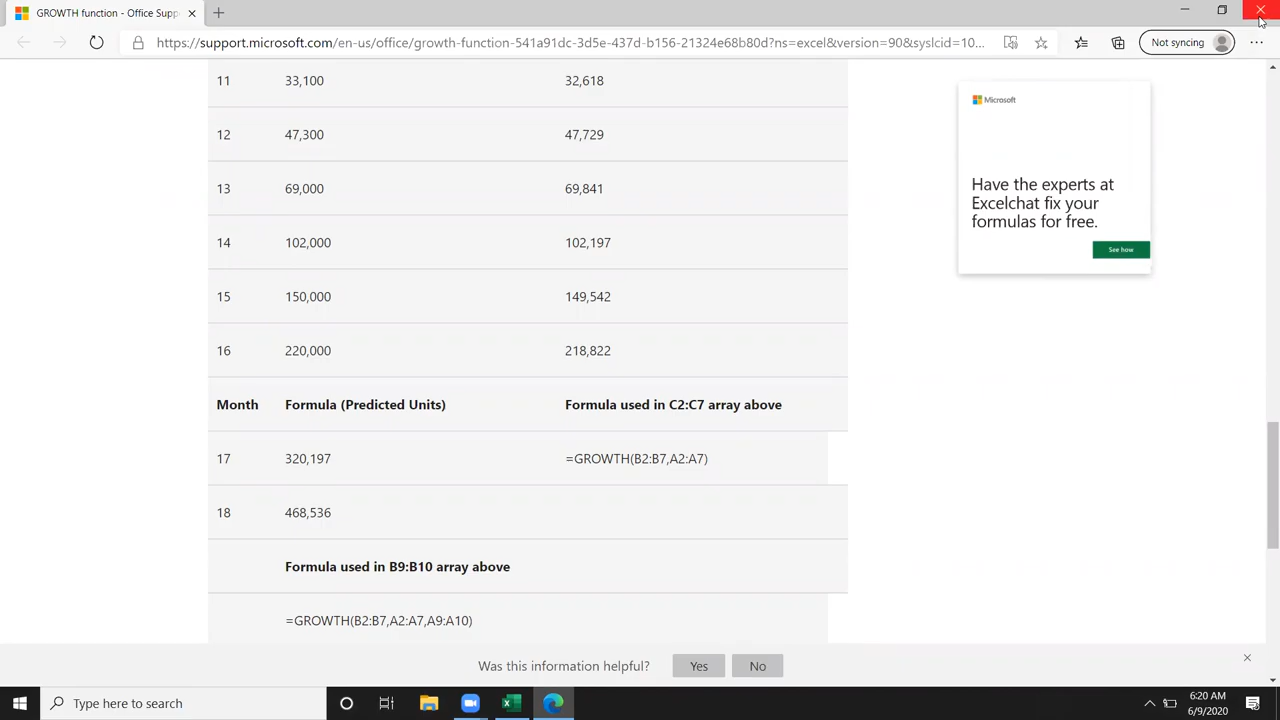 GROWTH function - Office Supp
https://support.microsoft.com/en-us/office/growth-function-541a91dc-3d5e-437d-b156-21324e68b80d?ns=excel&version=90&syslcid=10...
Not syncing
11 33,100 32,618
12 47,300 47,729
13 69,000 69,841
14 102,000 102,197
15 150,000 149,542
16 220,000 218,822
Month Formula (Predicted Units) Formula used in C2:C7 array above
17 320,197 =GROWTH(B2:B7,A2:A7)
18 468,536
Formula used in B9:B10 array above
=GROWTH(B2:B7,A2:A7,A9:A10)
Microsoft
Have the experts at
Excelchat fix your
formulas for free.
See how
Was this information helpful? Yes No
Type here to search
6:20 AM
6/9/2020